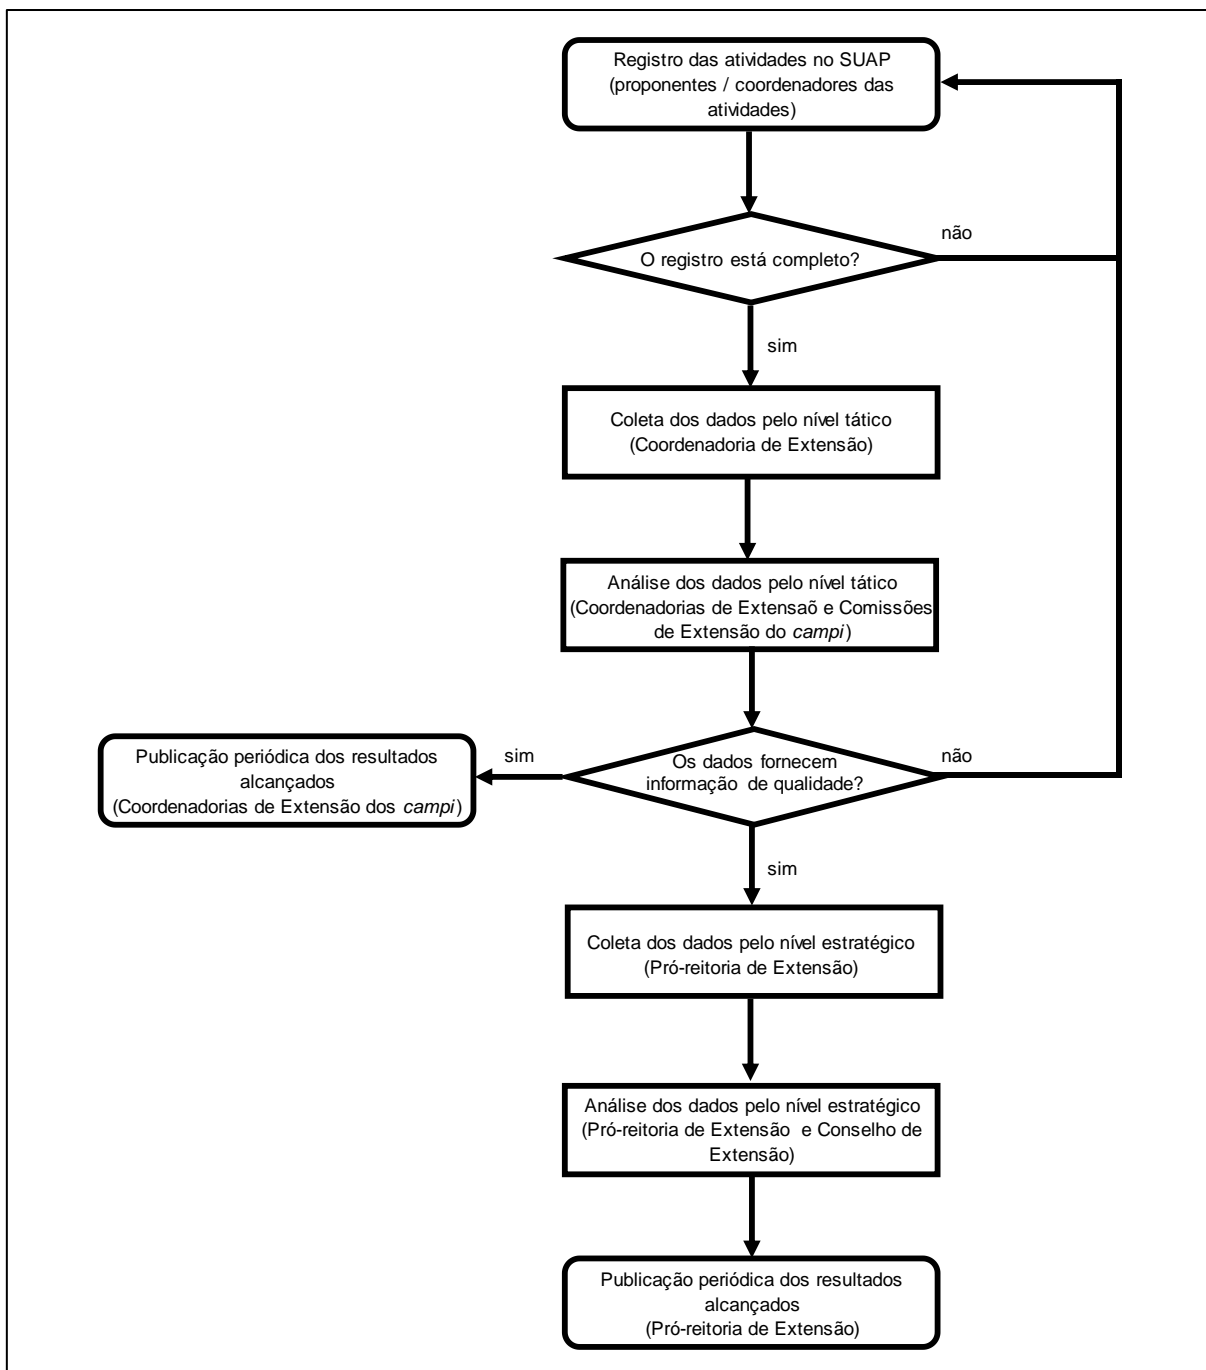 Registro das atividades no SUAP
(proponentes / coordenadores das
atividades)
O registro está completo?
não
sim
Coleta dos dados pelo nível tático
(Coordenadoria de Extensão)
Análise dos dados pelo nível tático
(Coordenadorias de Extensaõ e Comissões
de Extensão do campi)
Os dados fornecem
informação de qualidade?
não
sim
Publicação periódica dos resultados
alcançados
(Coordenadorias de Extensão dos campi)
sim
Coleta dos dados pelo nível estratégico
(Pró-reitoria de Extensão)
Análise dos dados pelo nível estratégico
(Pró-reitoria de Extensão e Conselho de
Extensão)
Publicação periódica dos resultados
alcançados
(Pró-reitoria de Extensão)